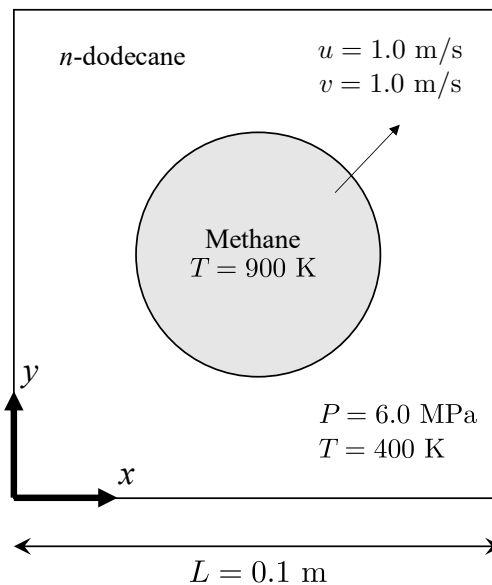 n-dodecane
u = 1.0 m/s
v = 1.0 m/s
Methane
T = 900 K
y
P = 6.0 MPa
T = 400 K
x
L = 0.1 m